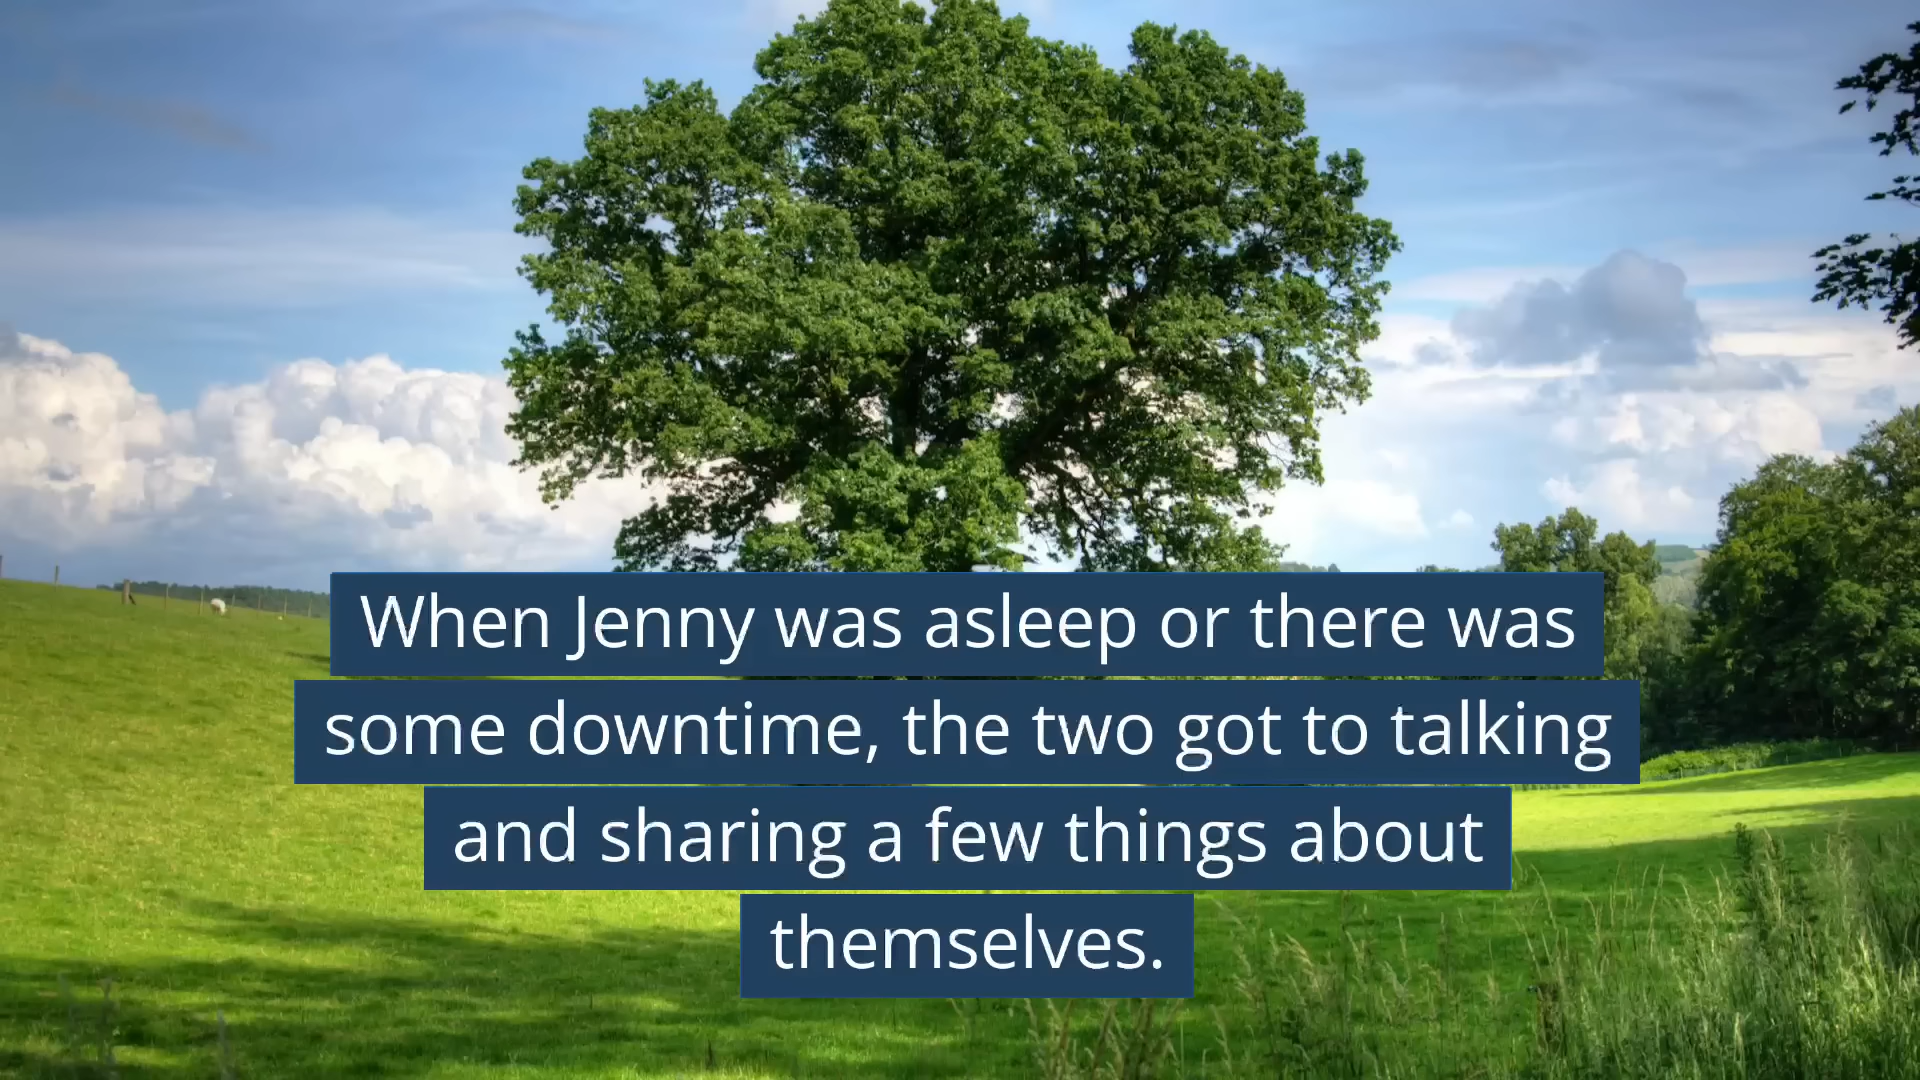 When Jenny was asleep or there was
some downtime, the two got to talking
and sharing a few things about
themselves.